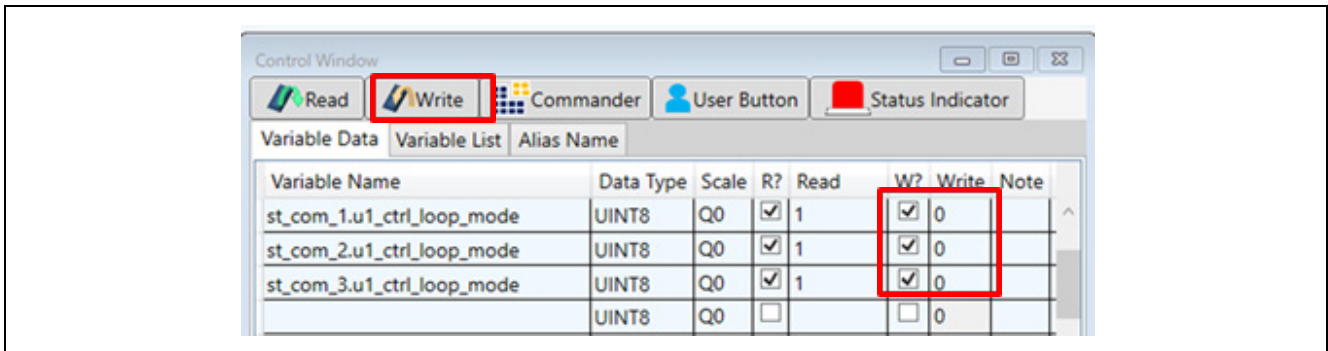 Control Window
Read Write Commander User Button Status Indicator
Variable Data Variable List Alias Name
Variable Name Data Type Scale R? Read W? Write Note
st_com_1.u1_ctrl_loop_mode UINT8 Q0 1 0
st_com_2.u1_ctrl_loop_mode UINT8 Q0 1 0
st_com_3.u1_ctrl_loop_mode UINT8 Q0 1 0
UINT8 Q0 0